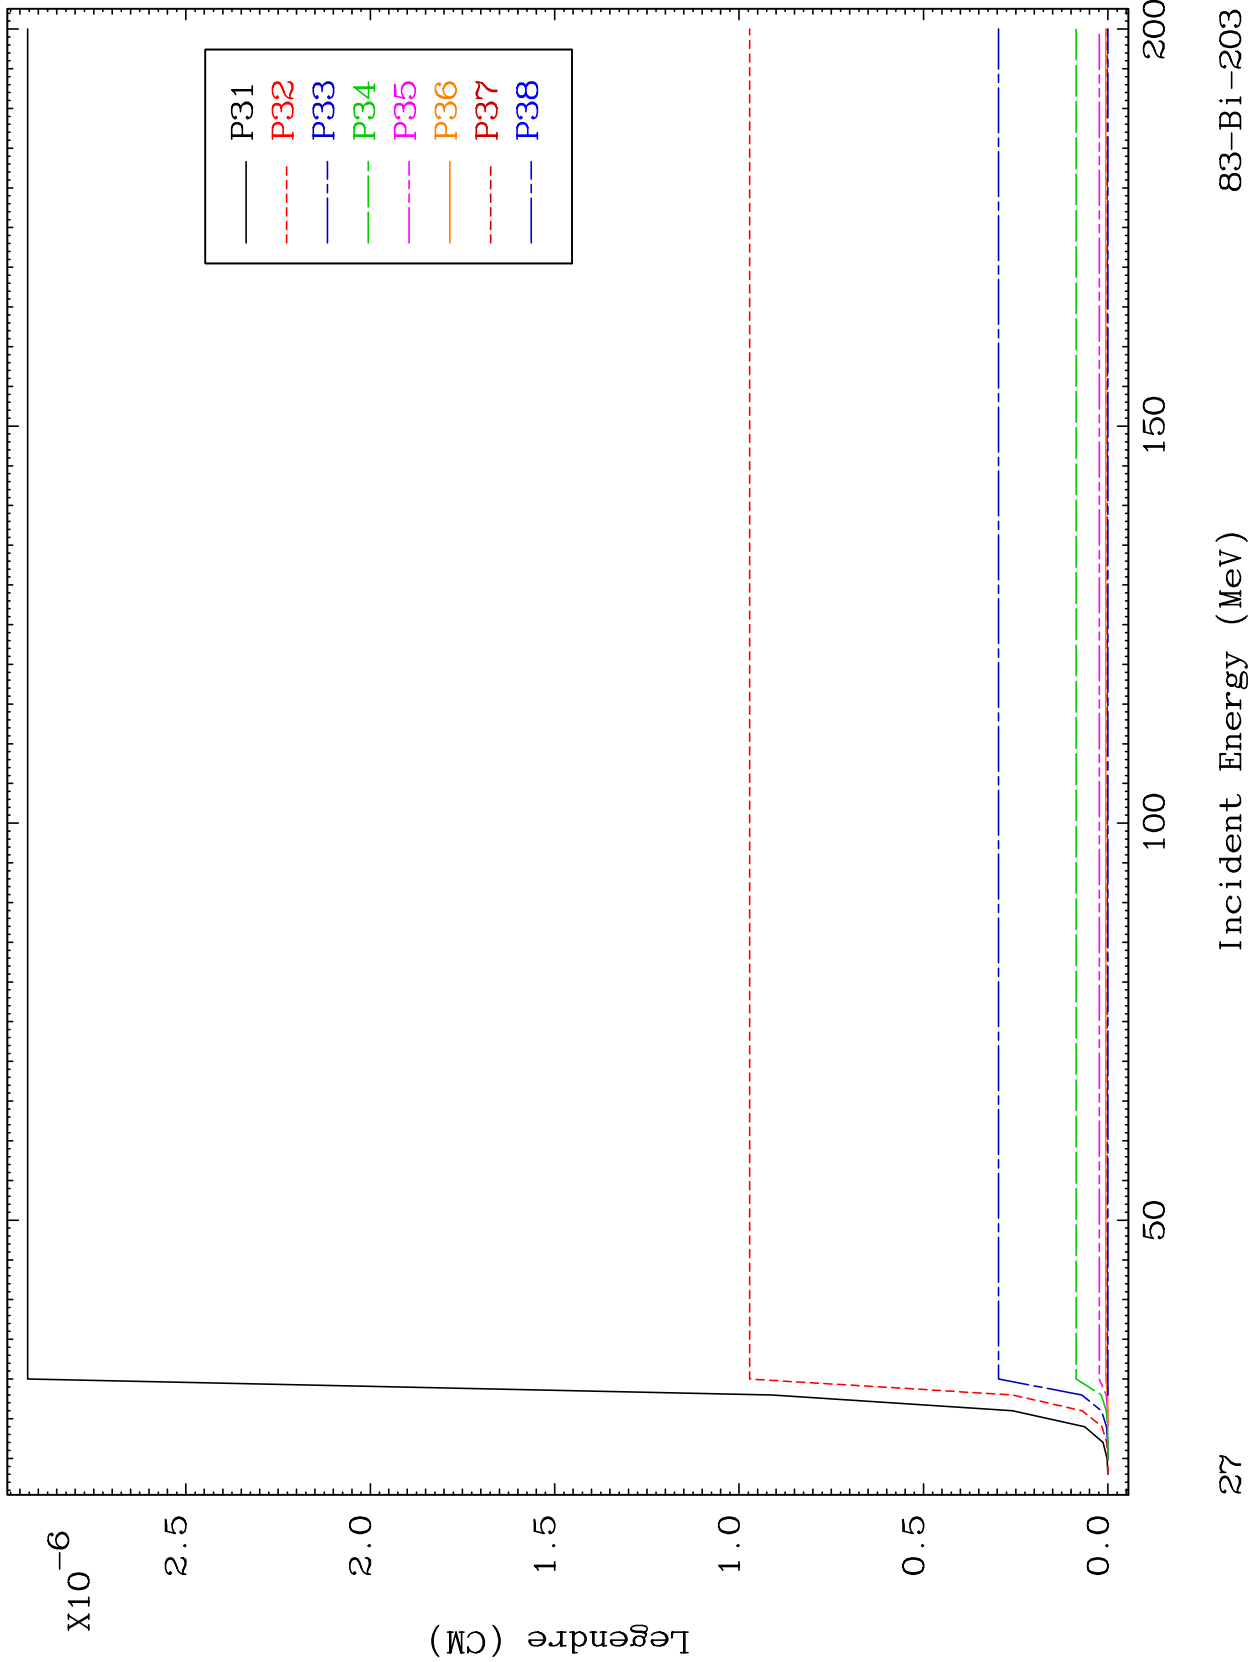 X10-6
2.5
2.0
1.5
1.0
0.5
0.0
Legendre (CM)
P31
P32
P33
P34
P35
P36
P37
P38
50
100
150
200
Incident Energy (MeV)
27
83-Bi-203